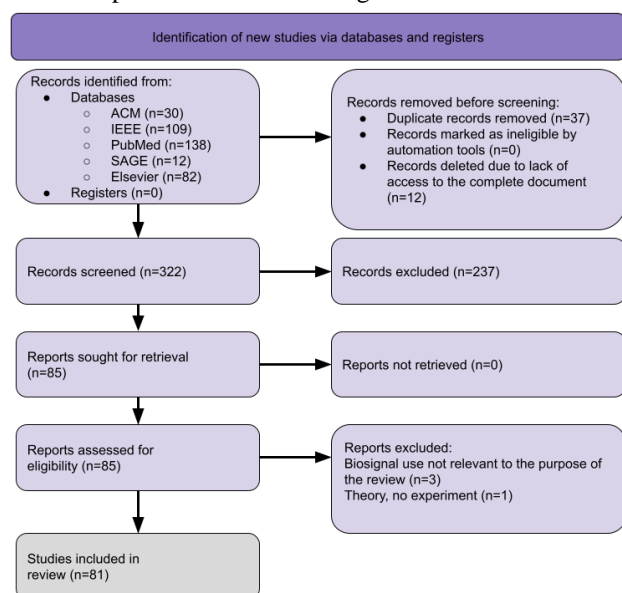 Identification of new studies via databases and registers
Records identified from:
● Databases
○ ACM (n=30)
○ IEEE (n=109)
○ PubMed (n=138)
○ SAGE (n=12)
○ Elsevier (n=82)
● Registers (n=0)
Records removed before screening:
● Duplicate records removed (n=37)
● Records marked as ineligible by
automation tools
(n=0)
● Records deleted due to lack of
access to the complete document
(n=12)
Records screened (n=322)
Records excluded (n=237)
Reports sought for retrieval
(n=85)
Reports not retrieved (n=0)
Reports assessed for
eligibility (n=85)
Reports excluded:
Biosignal use not relevant to the purpose of
the review (n=3)
Theory, no experiment (n=1)
Studies included in
review (n=81)